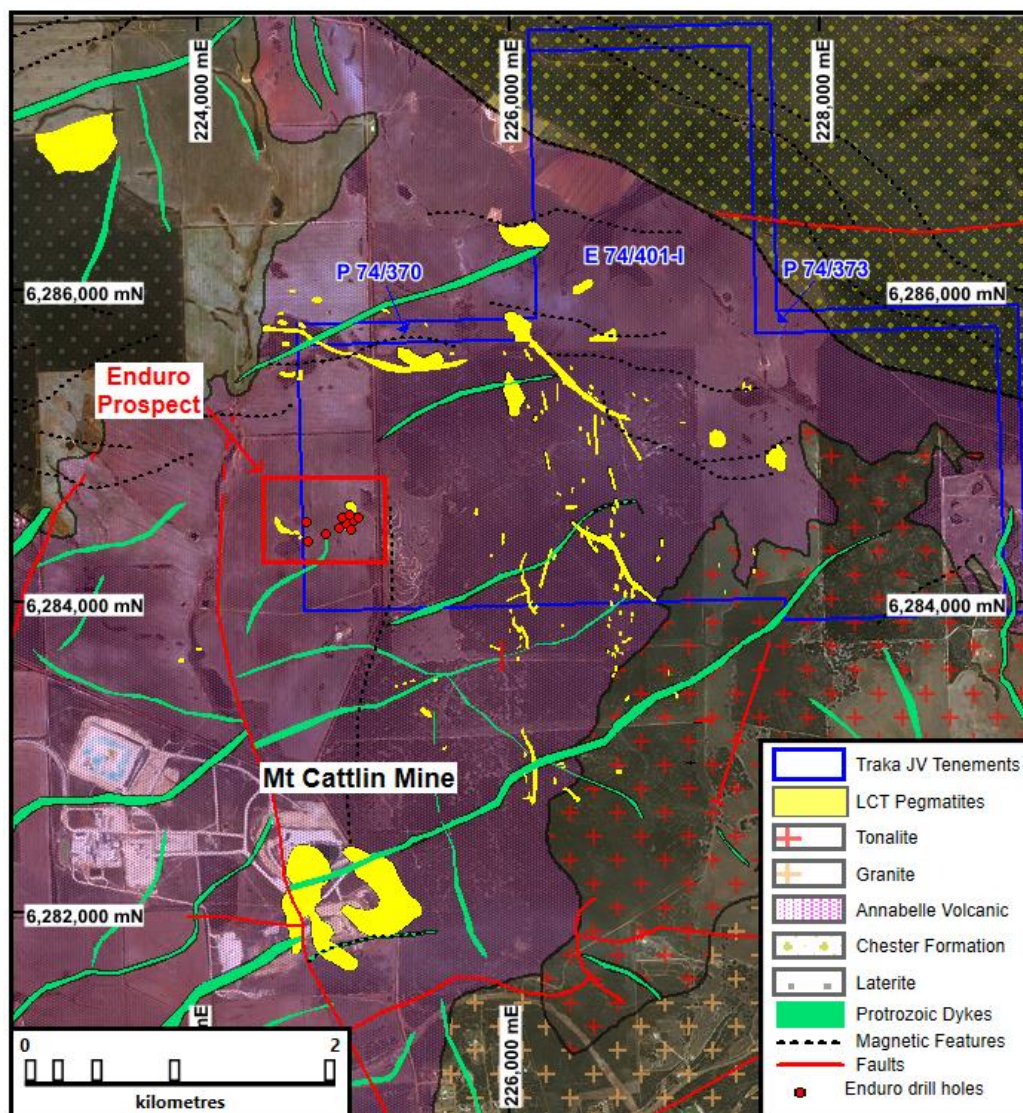 224,000 mE
226,000 mE
228,000 mE
P 74/370
E 74/401-I
P 74/373
6,286,000 mN
6,286,000 mN
Enduro
Prospect
6,284,000 mN
6,284,000 mN
Mt Cattlin Mine
6,282,000 mN
mE
226,000 mE
Traka JV Tenements
LCT Pegmatites
Tonalite
Granite
Annabelle Volcanic
Chester Formation
Laterite
Protrozoic Dykes
Magnetic Features
Faults
Enduro drill holes
0 2
kilometres